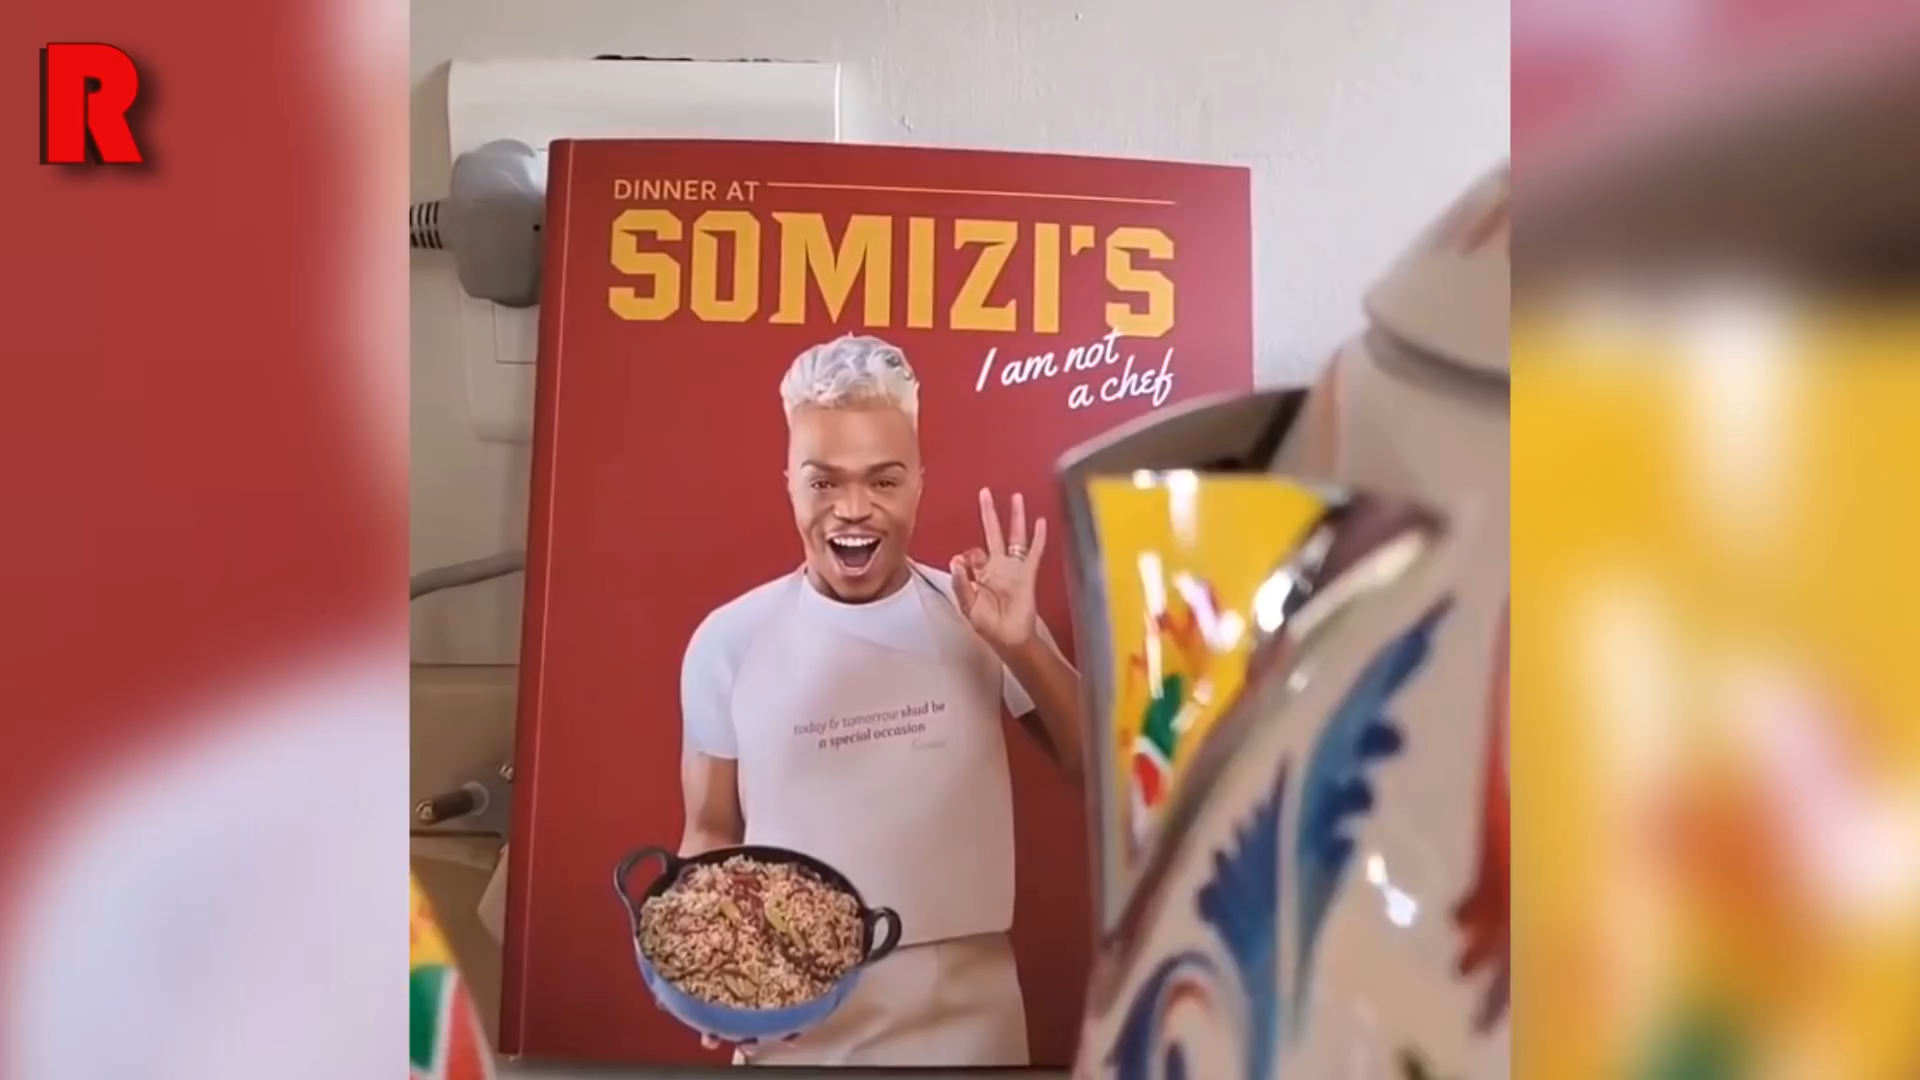 R
DINNER AT
SOMIZI'S
I am not
a chef
today & tomorrow shud be
a special occasion